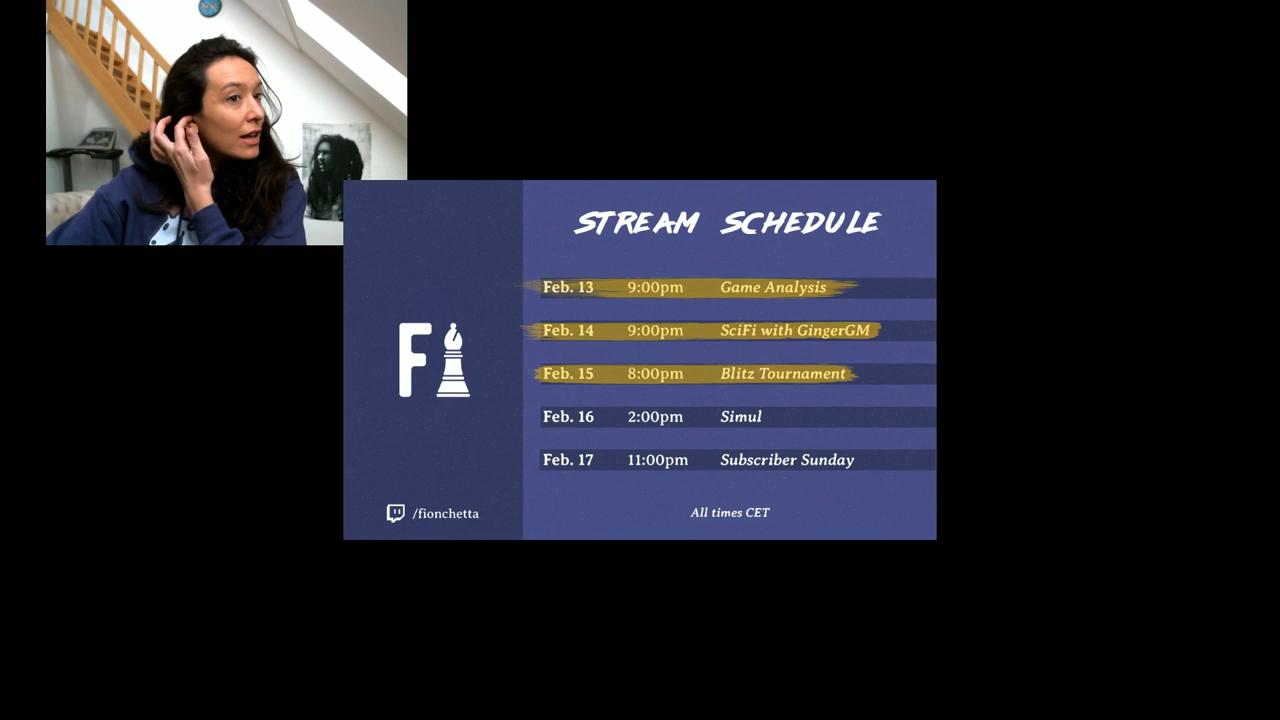 STREAM SCHEDULE
Feb. 13 9:00pm Game Analysis
Feb. 14 9:00pm SciFi with GingerGM
Feb. 15 8:00pm Blitz Tournament
Feb. 16 2:00pm Simul
Feb. 17 11:00pm Subscriber Sunday
F
/fionchetta
All times CET